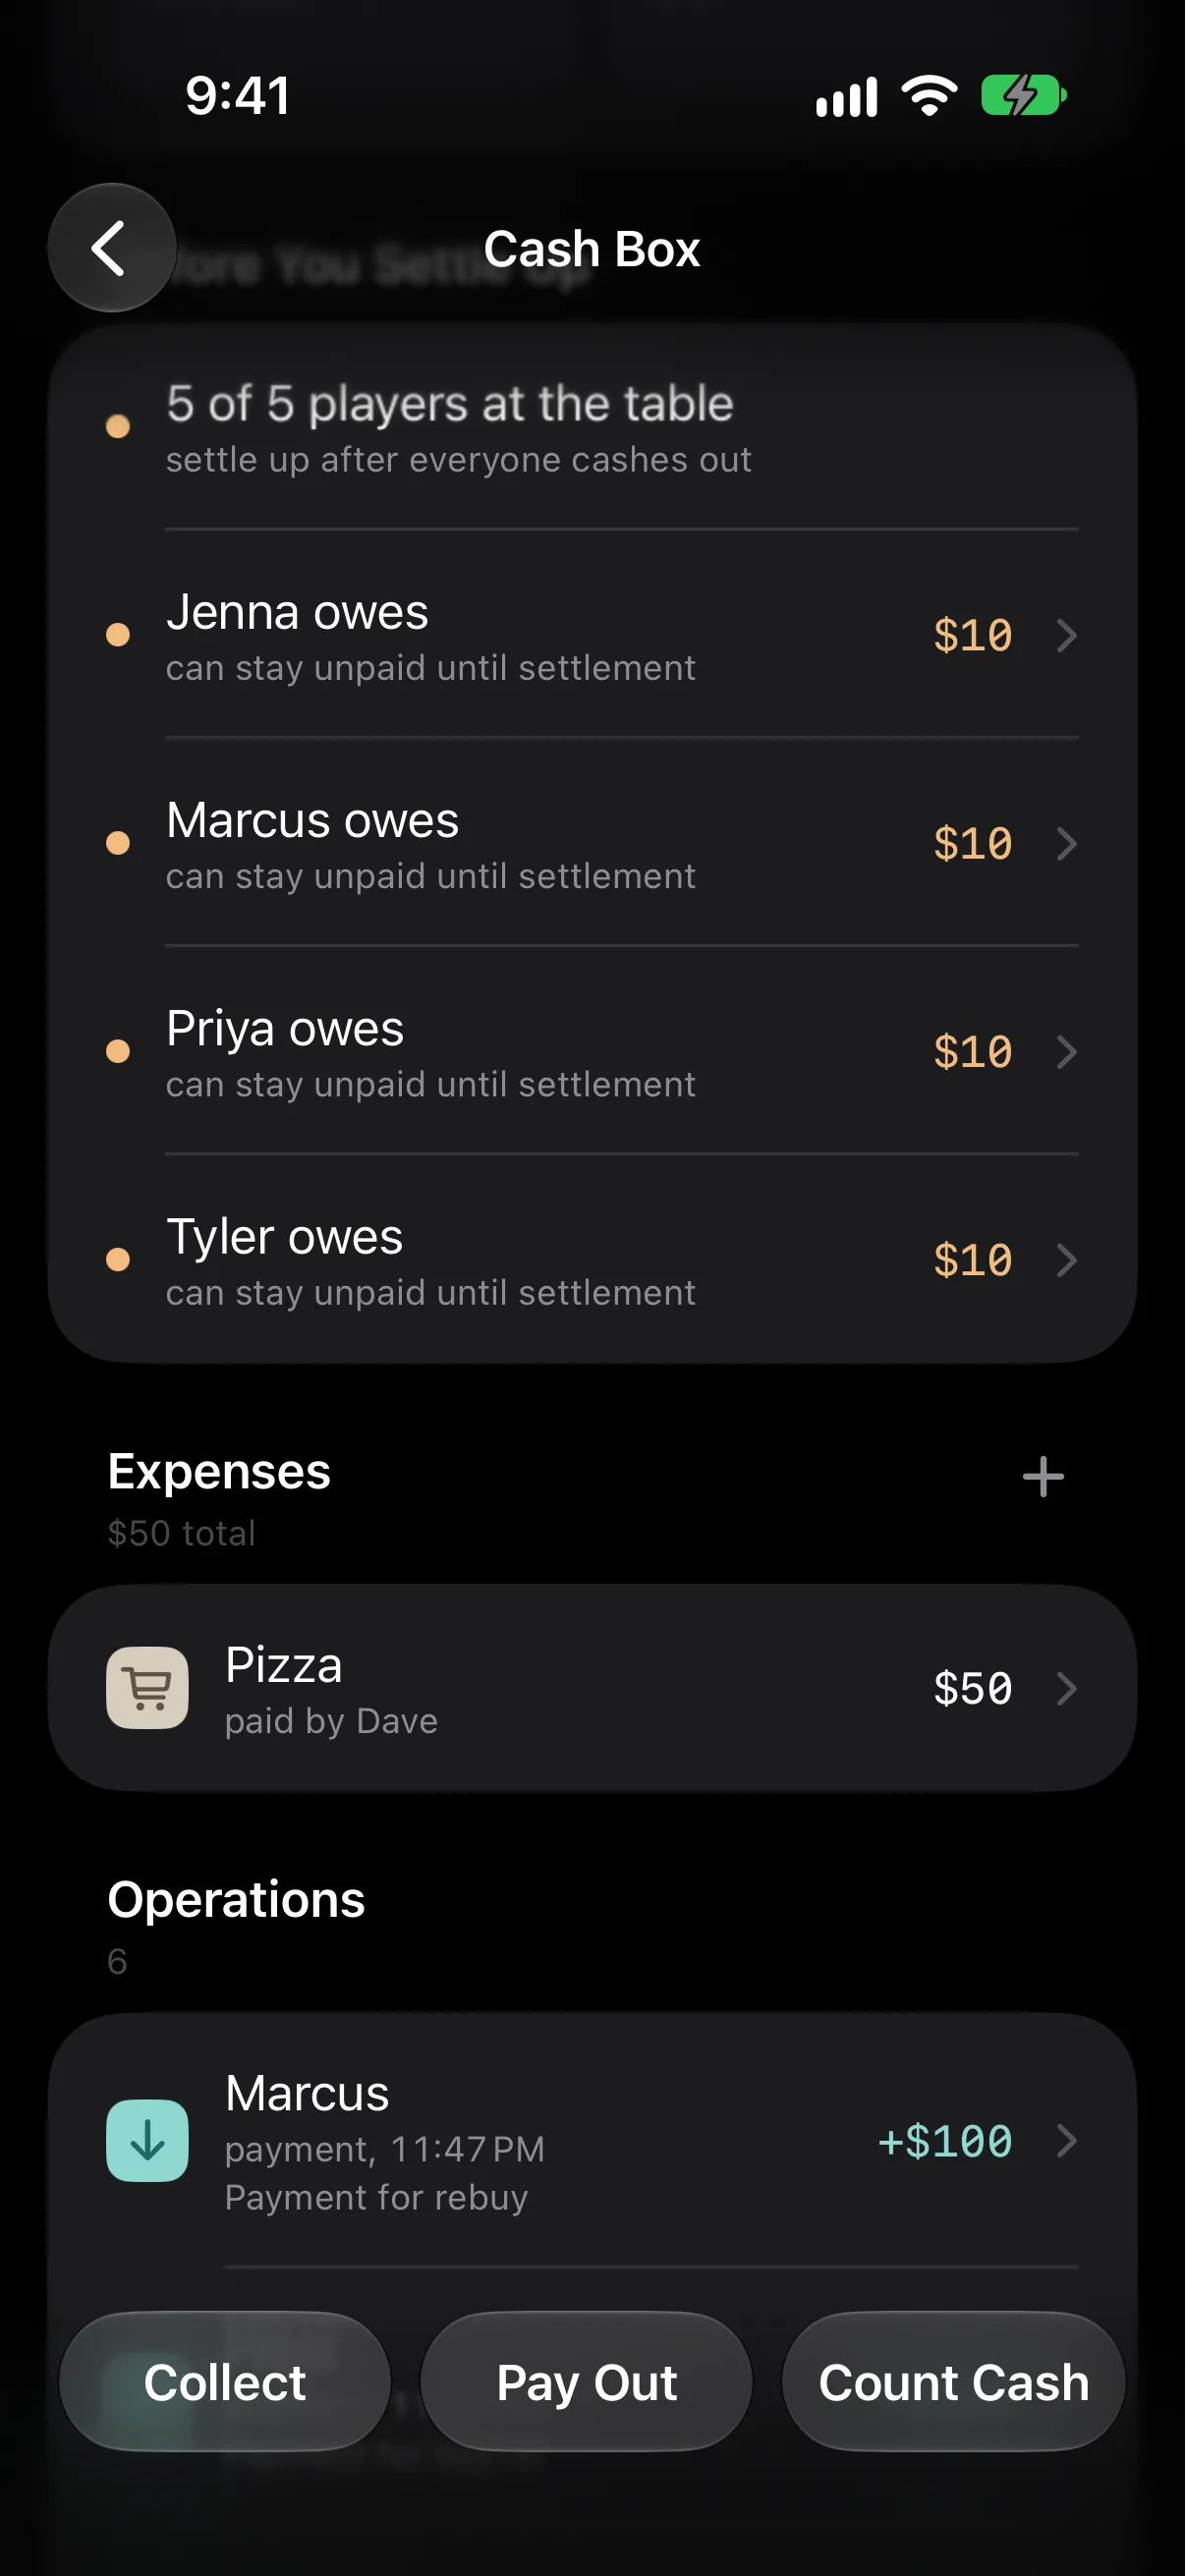 9:41
Cash Box
5 of 5 players at the table
settle up after everyone cashes out
Jenna owes
$10
can stay unpaid until settlement
Marcus owes
$10
can stay unpaid until settlement
Priya owes
$10
can stay unpaid until settlement
Tyler owes
$10
can stay unpaid until settlement
Expenses
$50 total
Pizza
$50
paid by Dave
Operations
6
Marcus
payment, 11:47 PM
+$100
Payment for rebuy
Collect
Pay Out
Count Cash